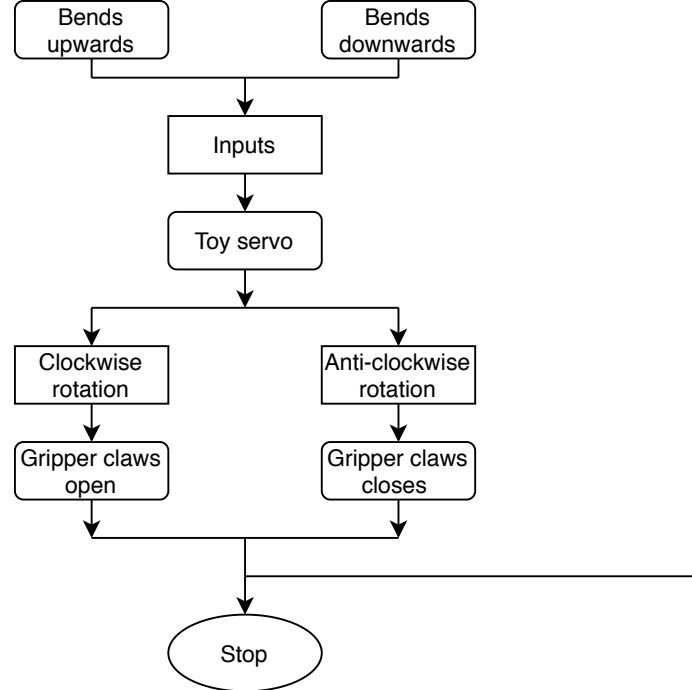 Bends
upwards
Bends
downwards
Inputs
Toy servo
Clockwise
rotation
Anti-clockwise
rotation
Gripper claws
open
Gripper claws
closes
Stop